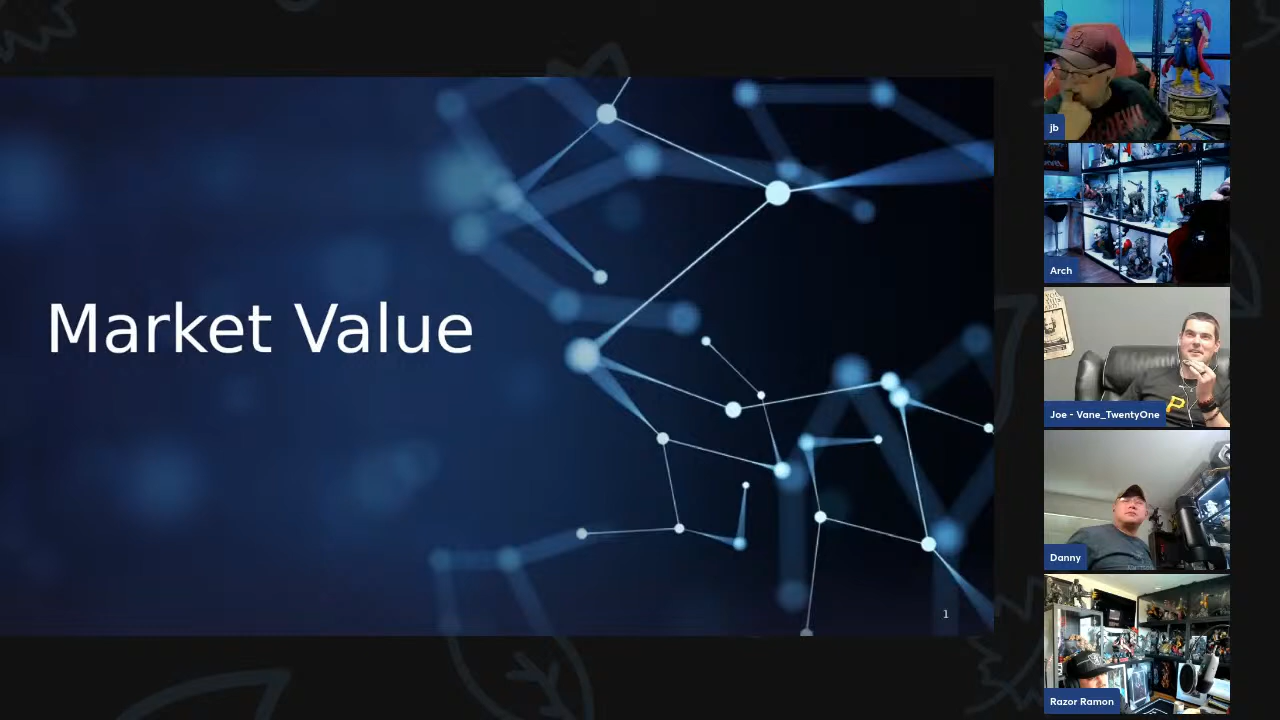 Market Value
1
jb
Arch
Joe - Vane_TwentyOne
P
Danny
Razor Ramon